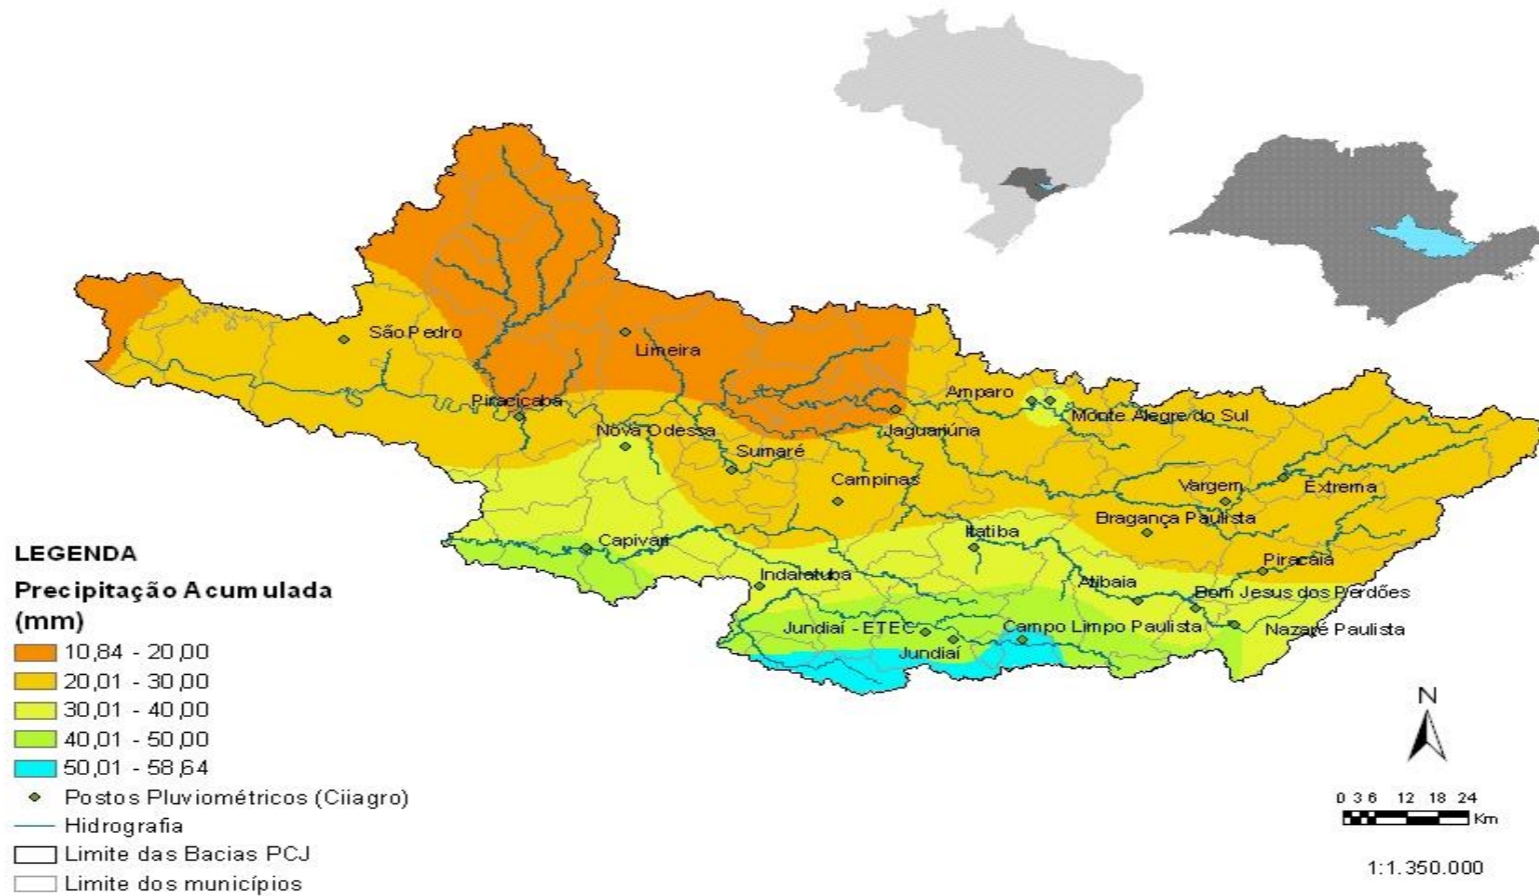 São Pedro
Limeira
Piracicaba
Amparo
Monte Alegre do Sul
Nova Odessa
Jaguariúna
Sumaré
Campinas
Vargem
Extrema
Bragança Paulista
Itatiba
Capivari
Piracaia
Indaiatuba
Atibaia
Bom Jesus dos Perdões
Jundiaí - ETEC
Campo Limpo Paulista
Nazaré Paulista
Jundiaí
LEGENDA
Precipitação Acumulada
(mm)
10,84 - 20,00
20,01 - 30,00
30,01 - 40,00
40,01 - 50,00
50,01 - 58,64
Postos Pluviométricos (Ciiagro)
Hidrografia
Limite das Bacias PCJ
Limite dos municípios
N
0 3 6 12 18 24
Km
1:1.350.000